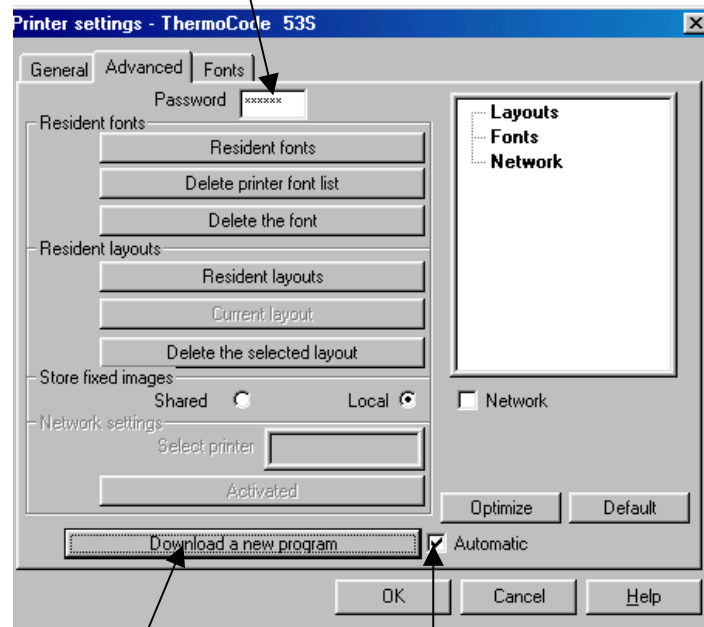 Printer settings - ThermoCode 53S
General Advanced Fonts
Password ××××××
Resident fonts
Resident fonts
Delete printer font list
Delete the font
Resident layouts
Resident layouts
Current layout
Delete the selected layout
Store fixed images
Shared Local
Network settings
Select printer
Activated
Download a new program
Layouts
Fonts
Network
Network
Optimize Default
Automatic
OK Cancel Help